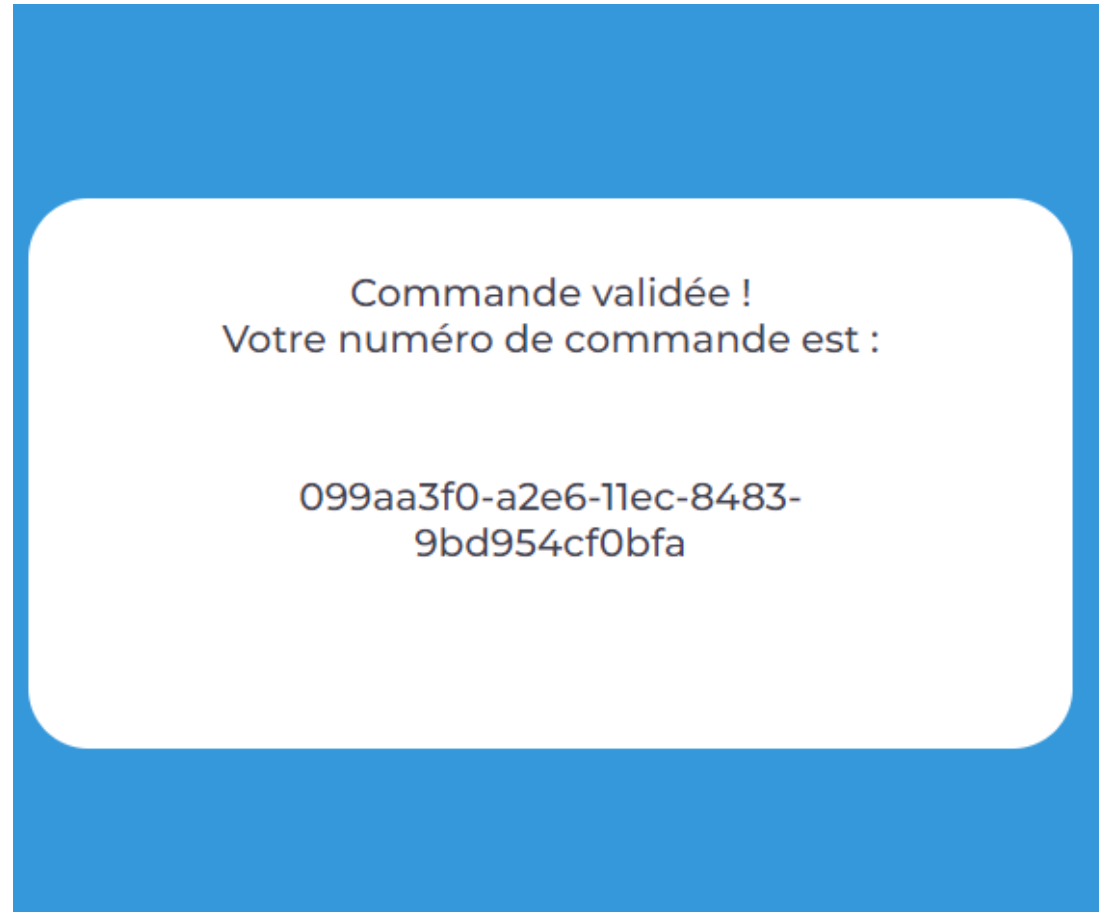 Commande validée !
Votre numéro de commande est :
099aa3f0-a2e6-11ec-8483-
9bd954cf0bfa